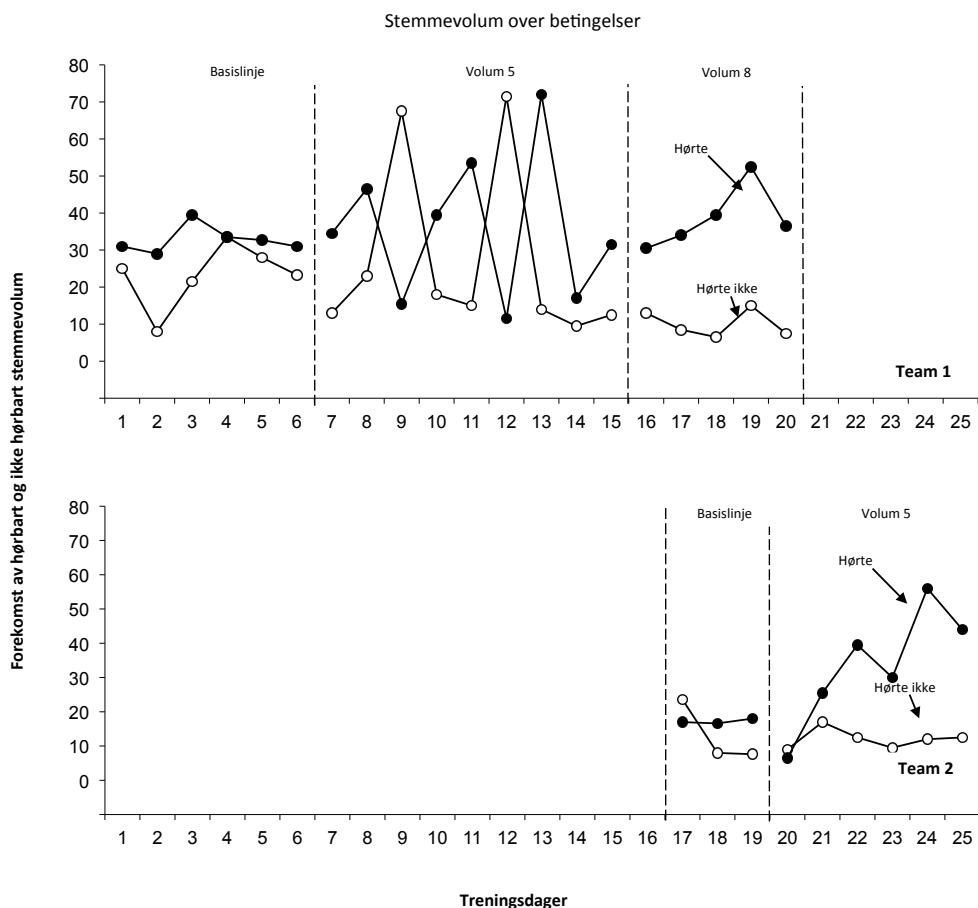 Stemmevolum over betingelser
Forekomst av hørbart og ikke hørbart stemmevolum
Basislinje
Volum 5
Volum 8
80
70
60
50
40
30
20
10
0
Hørte
Hørte ikke
Team 1
1 2 3 4 5 6 7 8 9 10 11 12 13 14 15 16 17 18 19 20 21 22 23 24 25
Basislinje
Volum 5
80
70
60
50
40
30
20
10
0
Hørte
Hørte ikke
Team 2
1 2 3 4 5 6 7 8 9 10 11 12 13 14 15 16 17 18 19 20 21 22 23 24 25
Treningsdager